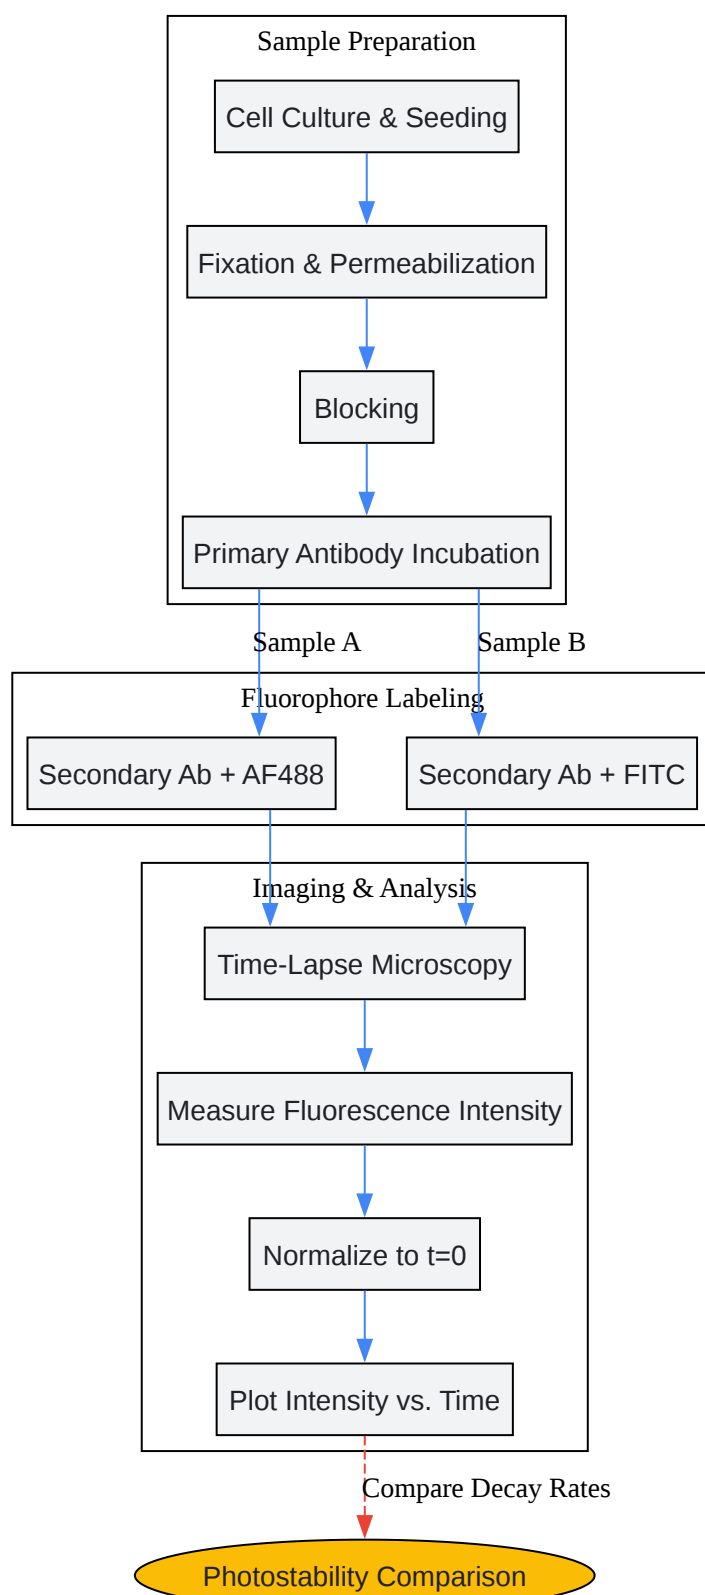 Sample Preparation
Cell Culture & Seeding
Fixation & Permeabilization
Blocking
Primary Antibody Incubation
Sample A
Sample B
Fluorophore Labeling
Secondary Ab + AF488
Secondary Ab + FITC
Imaging & Analysis
Time-Lapse Microscopy
Measure Fluorescence Intensity
Normalize to t=0
Plot Intensity vs. Time
Compare Decay Rates
Photostability Comparison